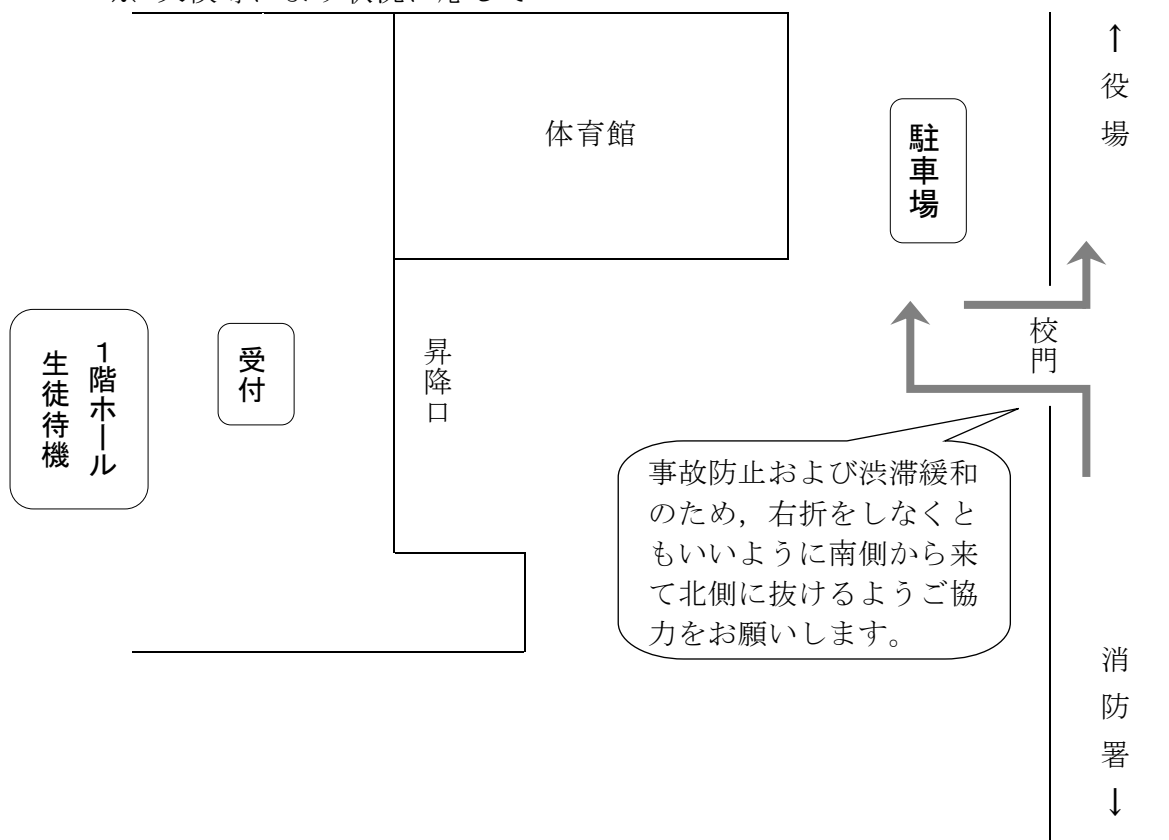 ↑役場
体育館
駐車場
校門
昇降口
受付
1階ホール
生徒待機
事故防止および渋滞緩和
のため，右折をしなくと
もいいように南側から来
て北側に抜けるようご協
力をお願いします。
消防署↓